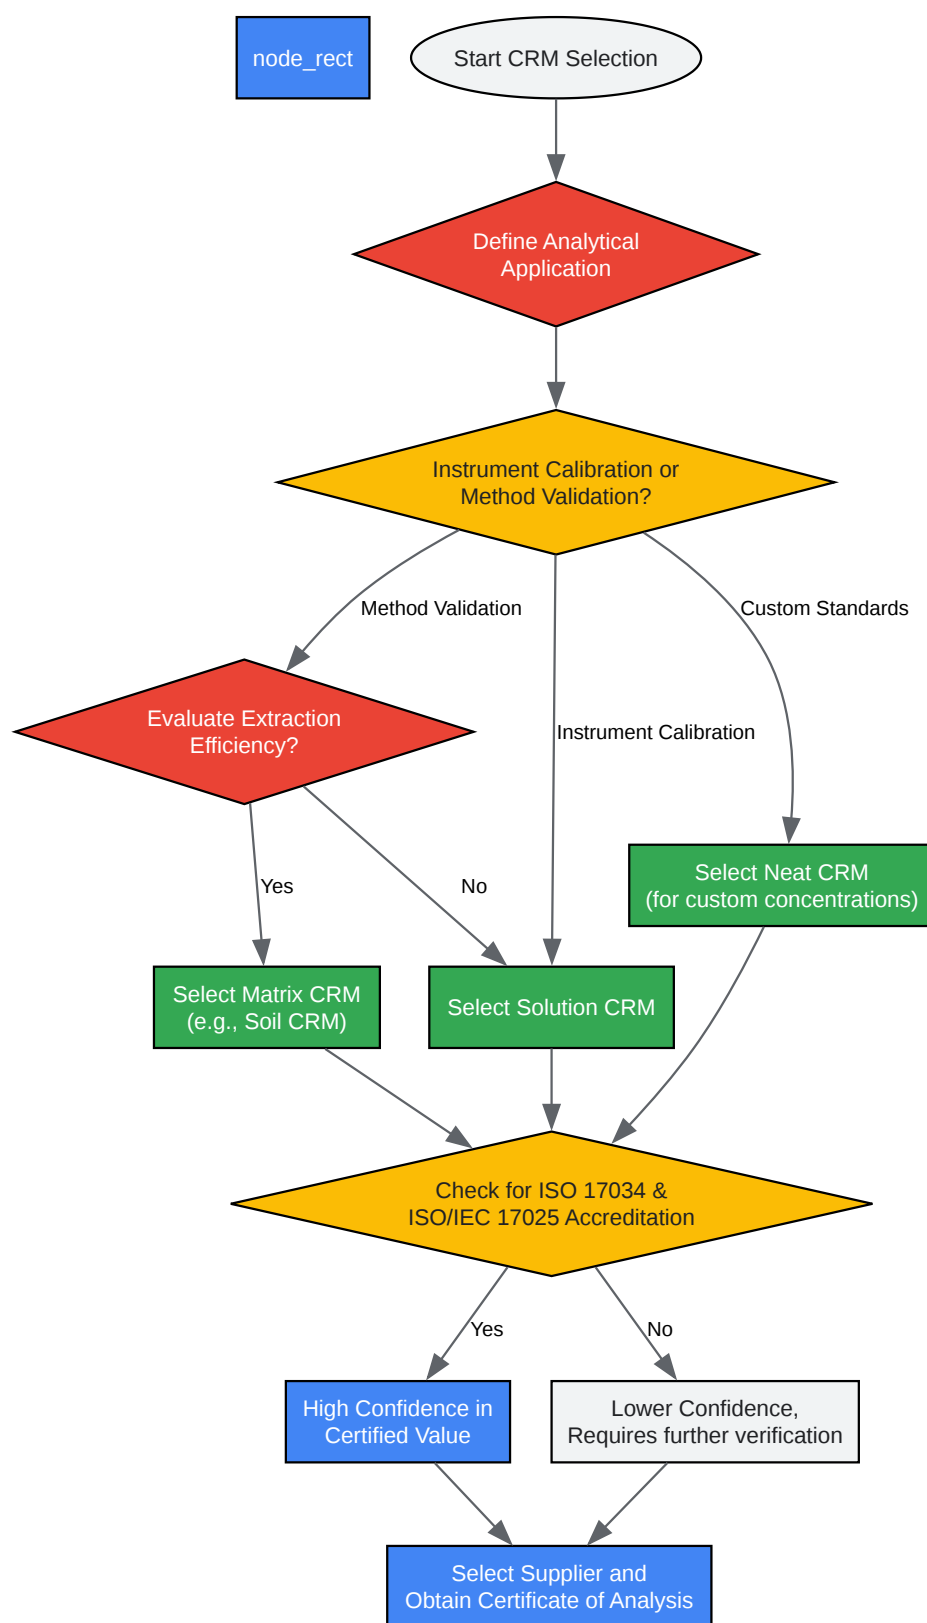 node_rect
Start CRM Selection
Define Analytical
Application
Instrument Calibration or
Method Validation?
Method Validation
Custom Standards
Evaluate Extraction
Efficiency?
Instrument Calibration
Select Neat CRM
(for custom concentrations)
Yes
No
Select Matrix CRM
(e.g., Soil CRM)
Select Solution CRM
Check for ISO 17034 &
ISO/IEC 17025 Accreditation
Yes
No
High Confidence in
Certified Value
Lower Confidence,
Requires further verification
Select Supplier and
Obtain Certificate of Analysis